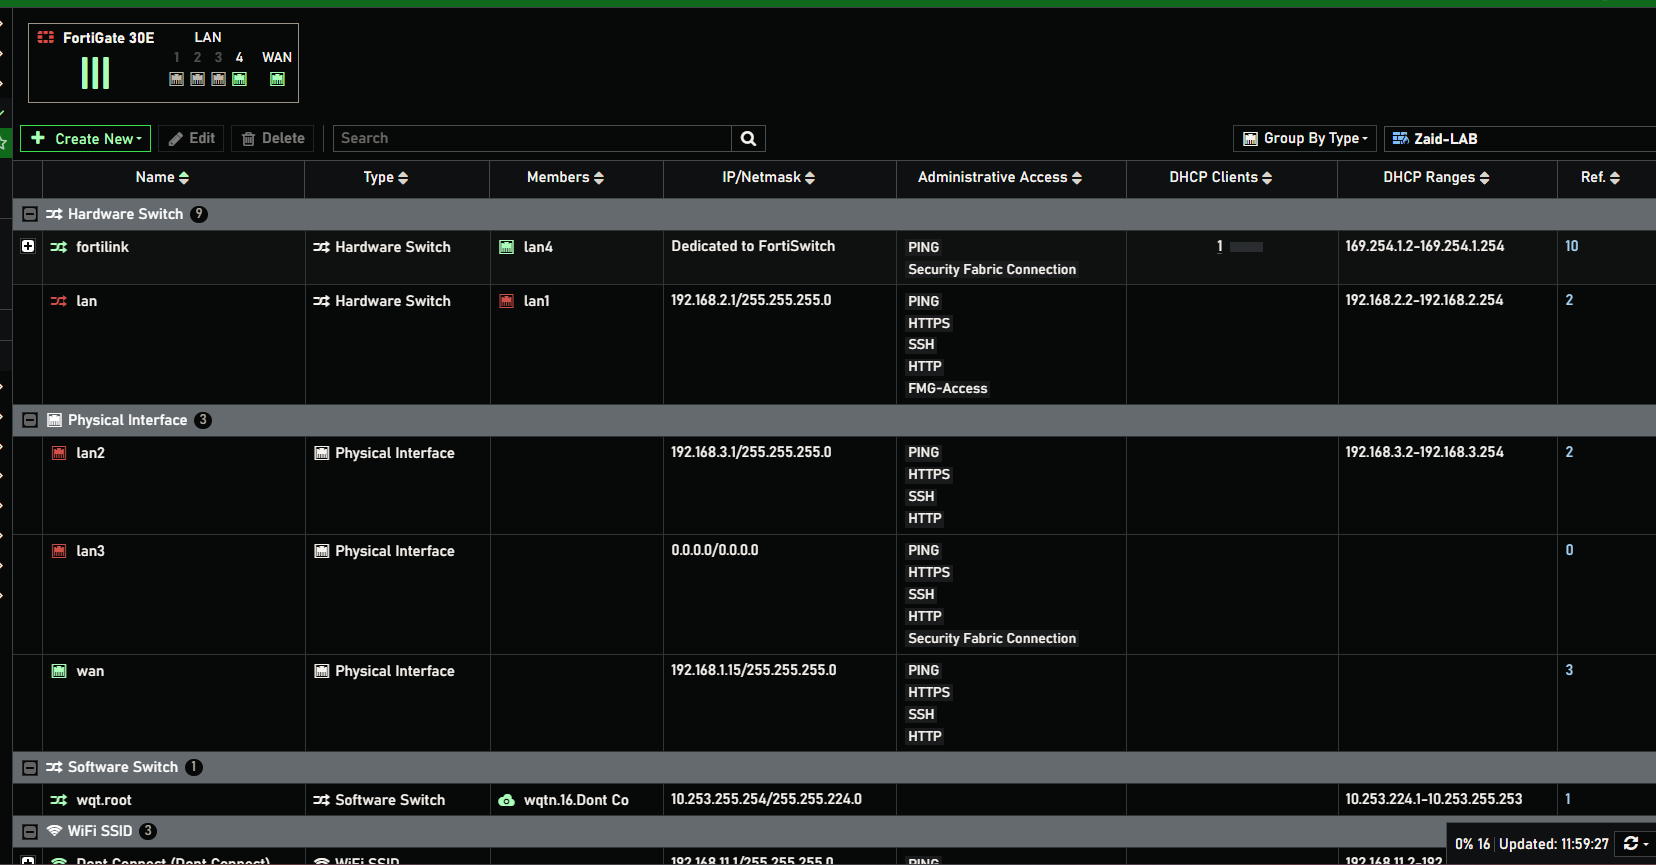 FortiGate 30E
LAN
1 2 3 4 WAN
Create New
Edit
Delete
Search
Group By Type
Zaid-LAB
Name Type Members IP/Netmask Administrative Access DHCP Clients DHCP Ranges Ref.
Hardware Switch 9
fortilink Hardware Switch lan4 Dedicated to FortiSwitch PING 1 169.254.1.2-169.254.1.254 10
Security Fabric Connection
lan Hardware Switch lan1 192.168.2.1/255.255.255.0 PING 192.168.2.2-192.168.2.254 2
HTTPS
SSH
HTTP
FMG-Access
Physical Interface 3
lan2 Physical Interface 192.168.3.1/255.255.255.0 PING 192.168.3.2-192.168.3.254 2
HTTPS
SSH
HTTP
lan3 Physical Interface 0.0.0.0/0.0.0.0 PING 0
HTTPS
SSH
HTTP
Security Fabric Connection
wan Physical Interface 192.168.1.15/255.255.255.0 PING 3
HTTPS
SSH
HTTP
Software Switch 1
wqt.root Software Switch wqtn.16.Dont Co 10.253.255.254/255.255.224.0 10.253.224.1-10.253.255.253 1
WiFi SSID 3
Dont Connect (Dont Connect) WiFi SSID 192.168.11.1/255.255.255.0 PING 192.168.11.2-192
0% 16 Updated: 11:59:27